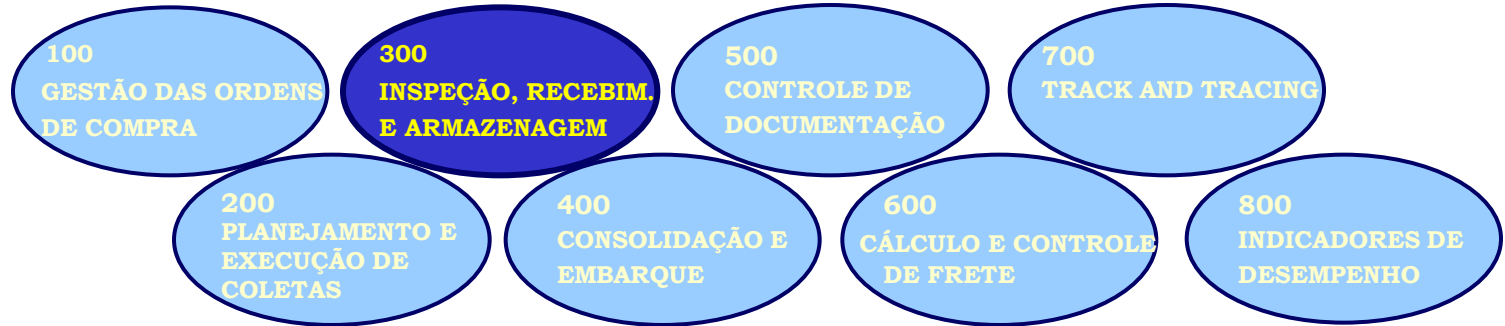 100
GESTÃO DAS ORDENS
DE COMPRA
300
INSPEÇÃO, RECEBIM.
E ARMAZENAGEM
500
CONTROLE DE
DOCUMENTAÇÃO
700
TRACK AND TRACING
200
PLANEJAMENTO E
EXECUÇÃO DE
COLETAS
400
CONSOLIDAÇÃO E
EMBARQUE
600
CÁLCULO E CONTROLE
DE FRETE
800
INDICADORES DE
DESEMPENHO